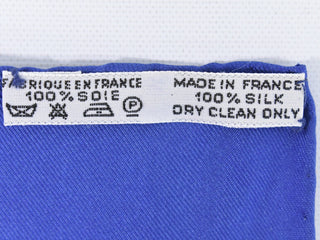 FABRIQUE EN FRANCE
100% SOIE
P
MADE IN FRANCE
100% SILK
DRY CLEAN ONLY